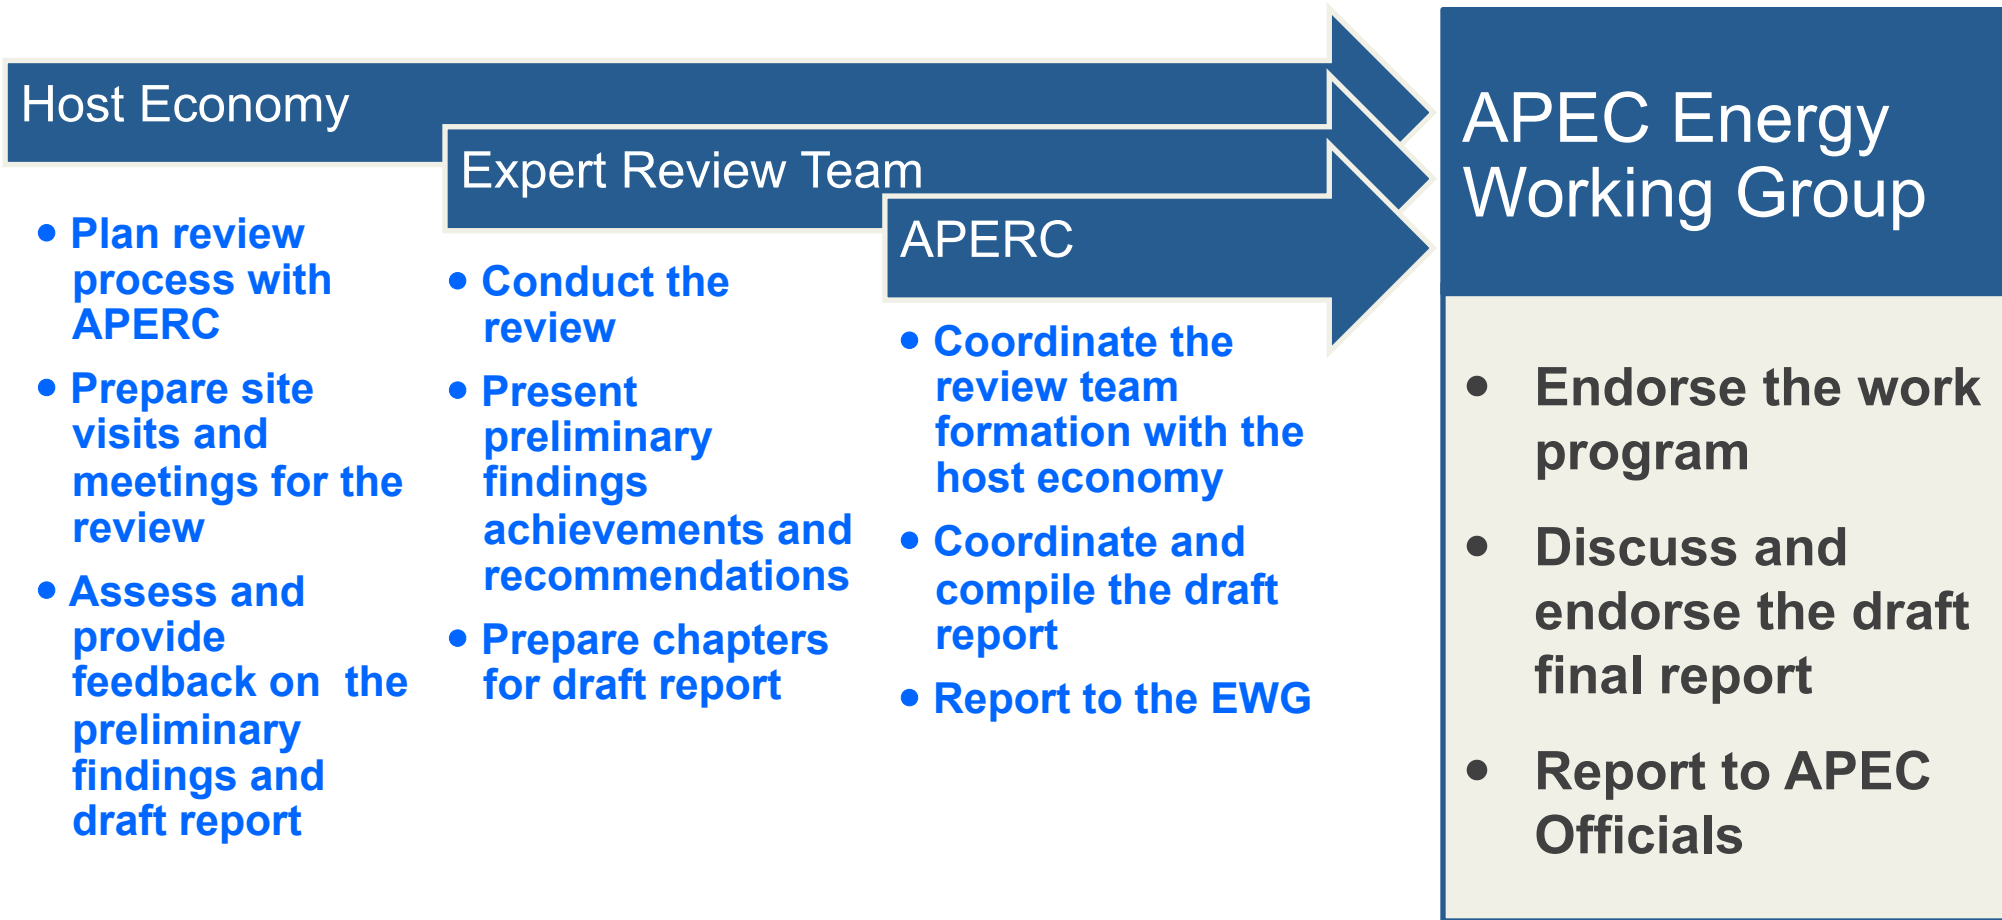 Host Economy
• Plan review
process with
APERC
• Prepare site
visits and
meetings for the
review
• Assess and
provide
feedback on  the
preliminary
findings and
draft report
Expert Review Team
• Conduct the
review
• Present
preliminary
findings
achievements and
recommendations
• Prepare chapters
for draft report
APERC
• Coordinate the
review team
formation with the
host economy
• Coordinate and
compile the draft
report
• Report to the EWG
APEC Energy
Working Group
• Endorse the work
program
• Discuss and
endorse the draft
final report
• Report to APEC
Officials